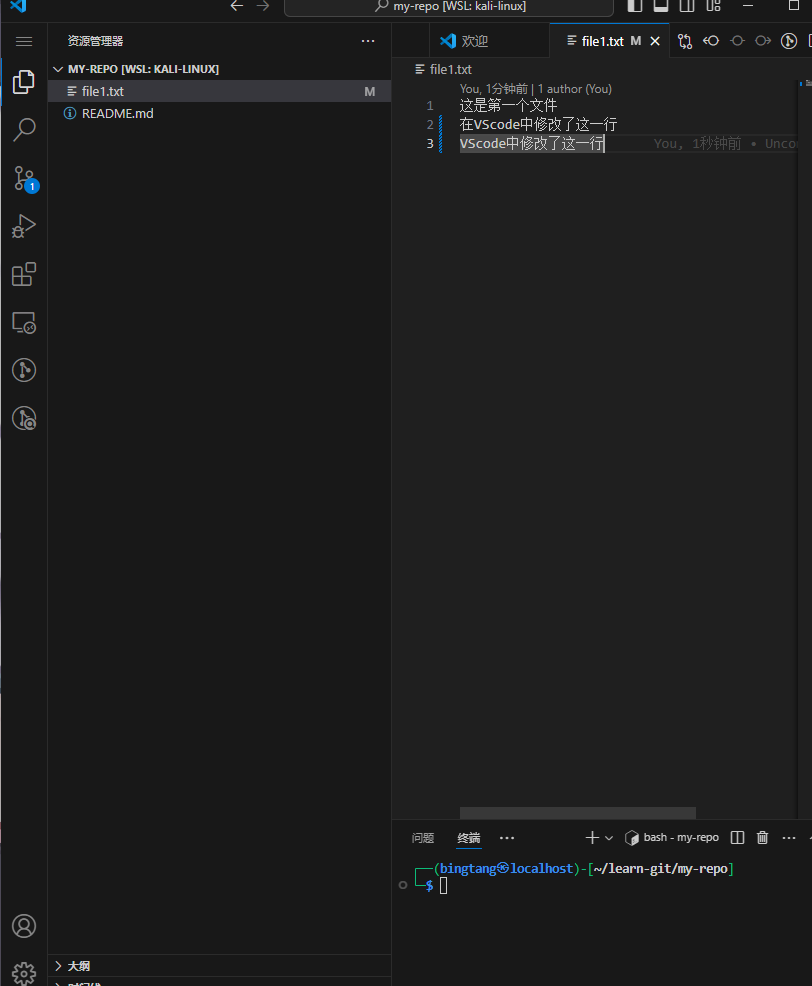 my-repo [WSL: kali-linux]
资源管理器
欢迎
file1.txt M
MY-REPO [WSL: KALI-LINUX]
file1.txt M
README.md
file1.txt
You, 1分钟前 | 1 author (You)
1 这是第一个文件
2 在VScode中修改了这一行
3 VScode中修改了这一行 You, 1秒钟前 • Uncom
1
问题 终端 bash - my-repo
(bingtang㉿localhost)-[~/learn-git/my-repo]
$
大纲